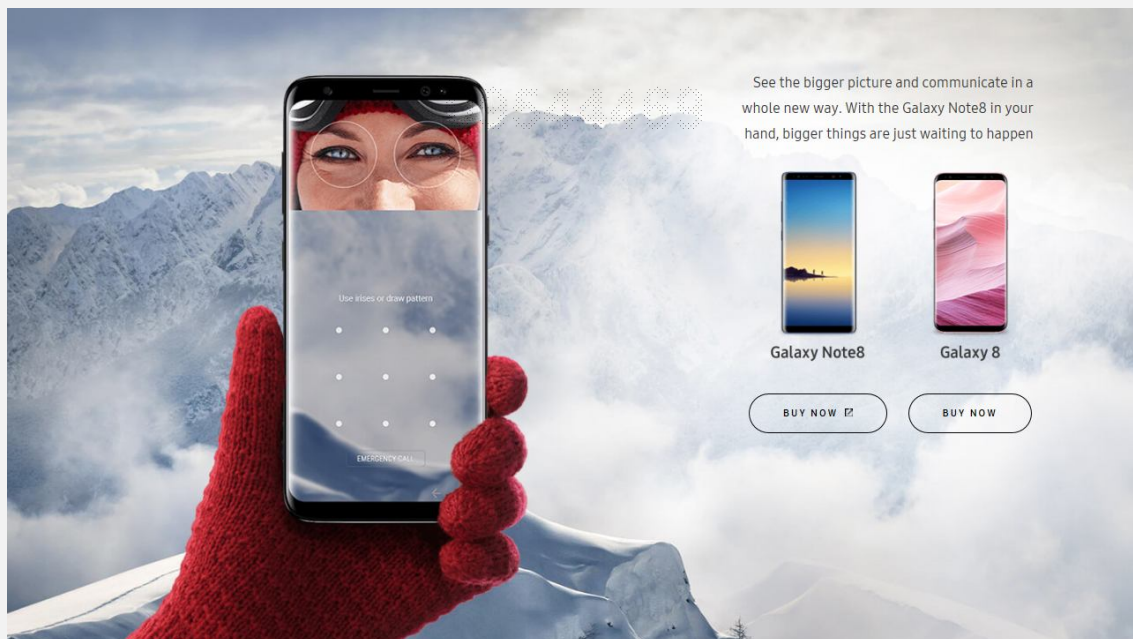 See the bigger picture and communicate in a
whole new way. With the Galaxy Note8 in your
hand, bigger things are just waiting to happen
Use irises or draw pattern
Galaxy Note8
Galaxy 8
BUY NOW
BUY NOW
EMERGENCY CALL